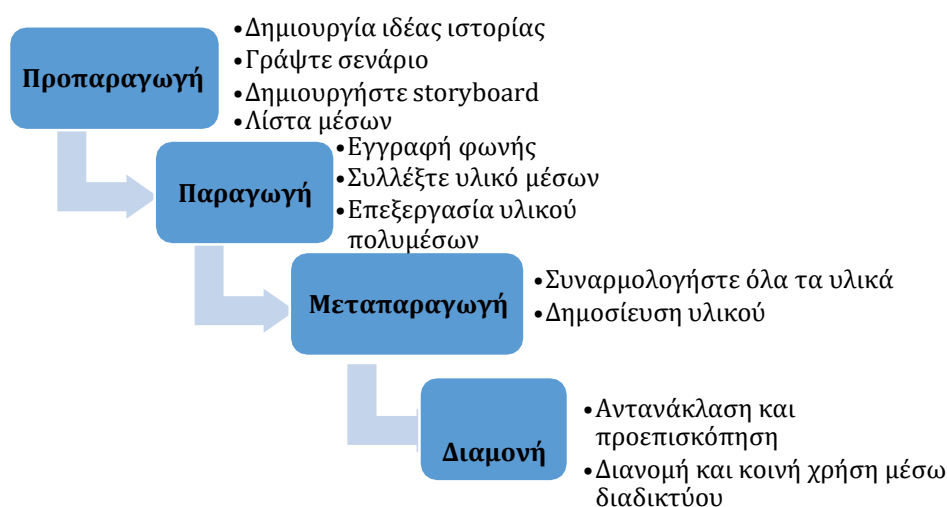 Προπαραγωγή
•Δημιουργία ιδέας ιστορίας
•Γράψτε σενάριο
•Δημιουργήστε storyboard
•Λίστα μέσων
Παραγωγή
•Εγγραφή φωνής
•Συλλέξτε υλικό μέσων
•Επεξεργασία υλικού
πολυμέσων
Μεταπαραγωγή
•Συναρμολογήστε όλα τα υλικά
•Δημοσίευση υλικού
Διαμονή
•Αντανάκλαση και
προεπισκόπηση
•Διανομή και κοινή χρήση μέσω
διαδικτύου